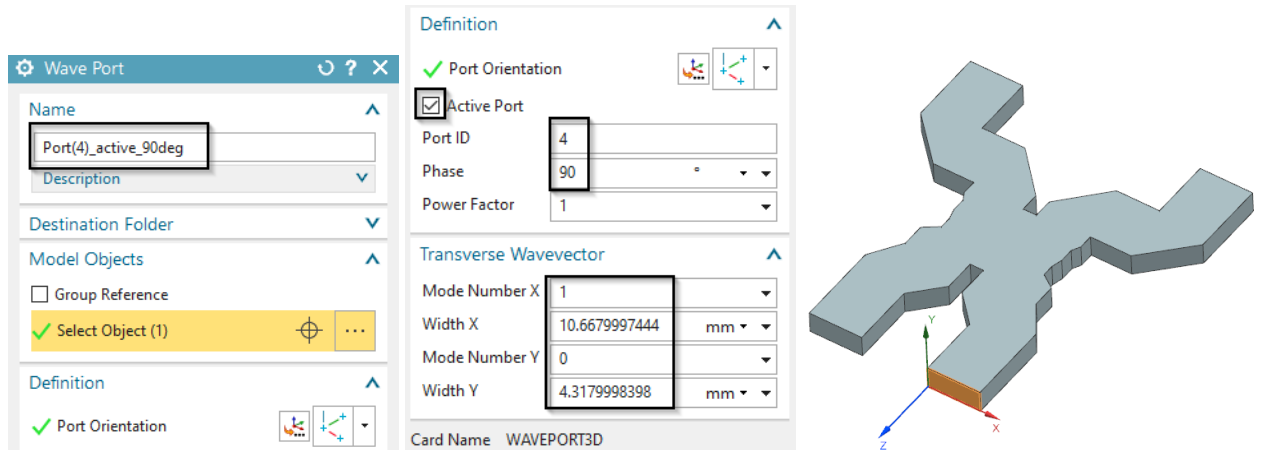 Wave Port
Name
Port(4)_active_90deg
Description
Destination Folder
Model Objects
Group Reference
Select Object (1)
Definition
Port Orientation
Definition
Port Orientation
Active Port
Port ID 4
Phase 90 °
Power Factor 1
Transverse Wavevector
Mode Number X 1
Width X 10.6679997444 mm
Mode Number Y 0
Width Y 4.3179998398 mm
Card Name WAVEPORT3D
Y
X
Z